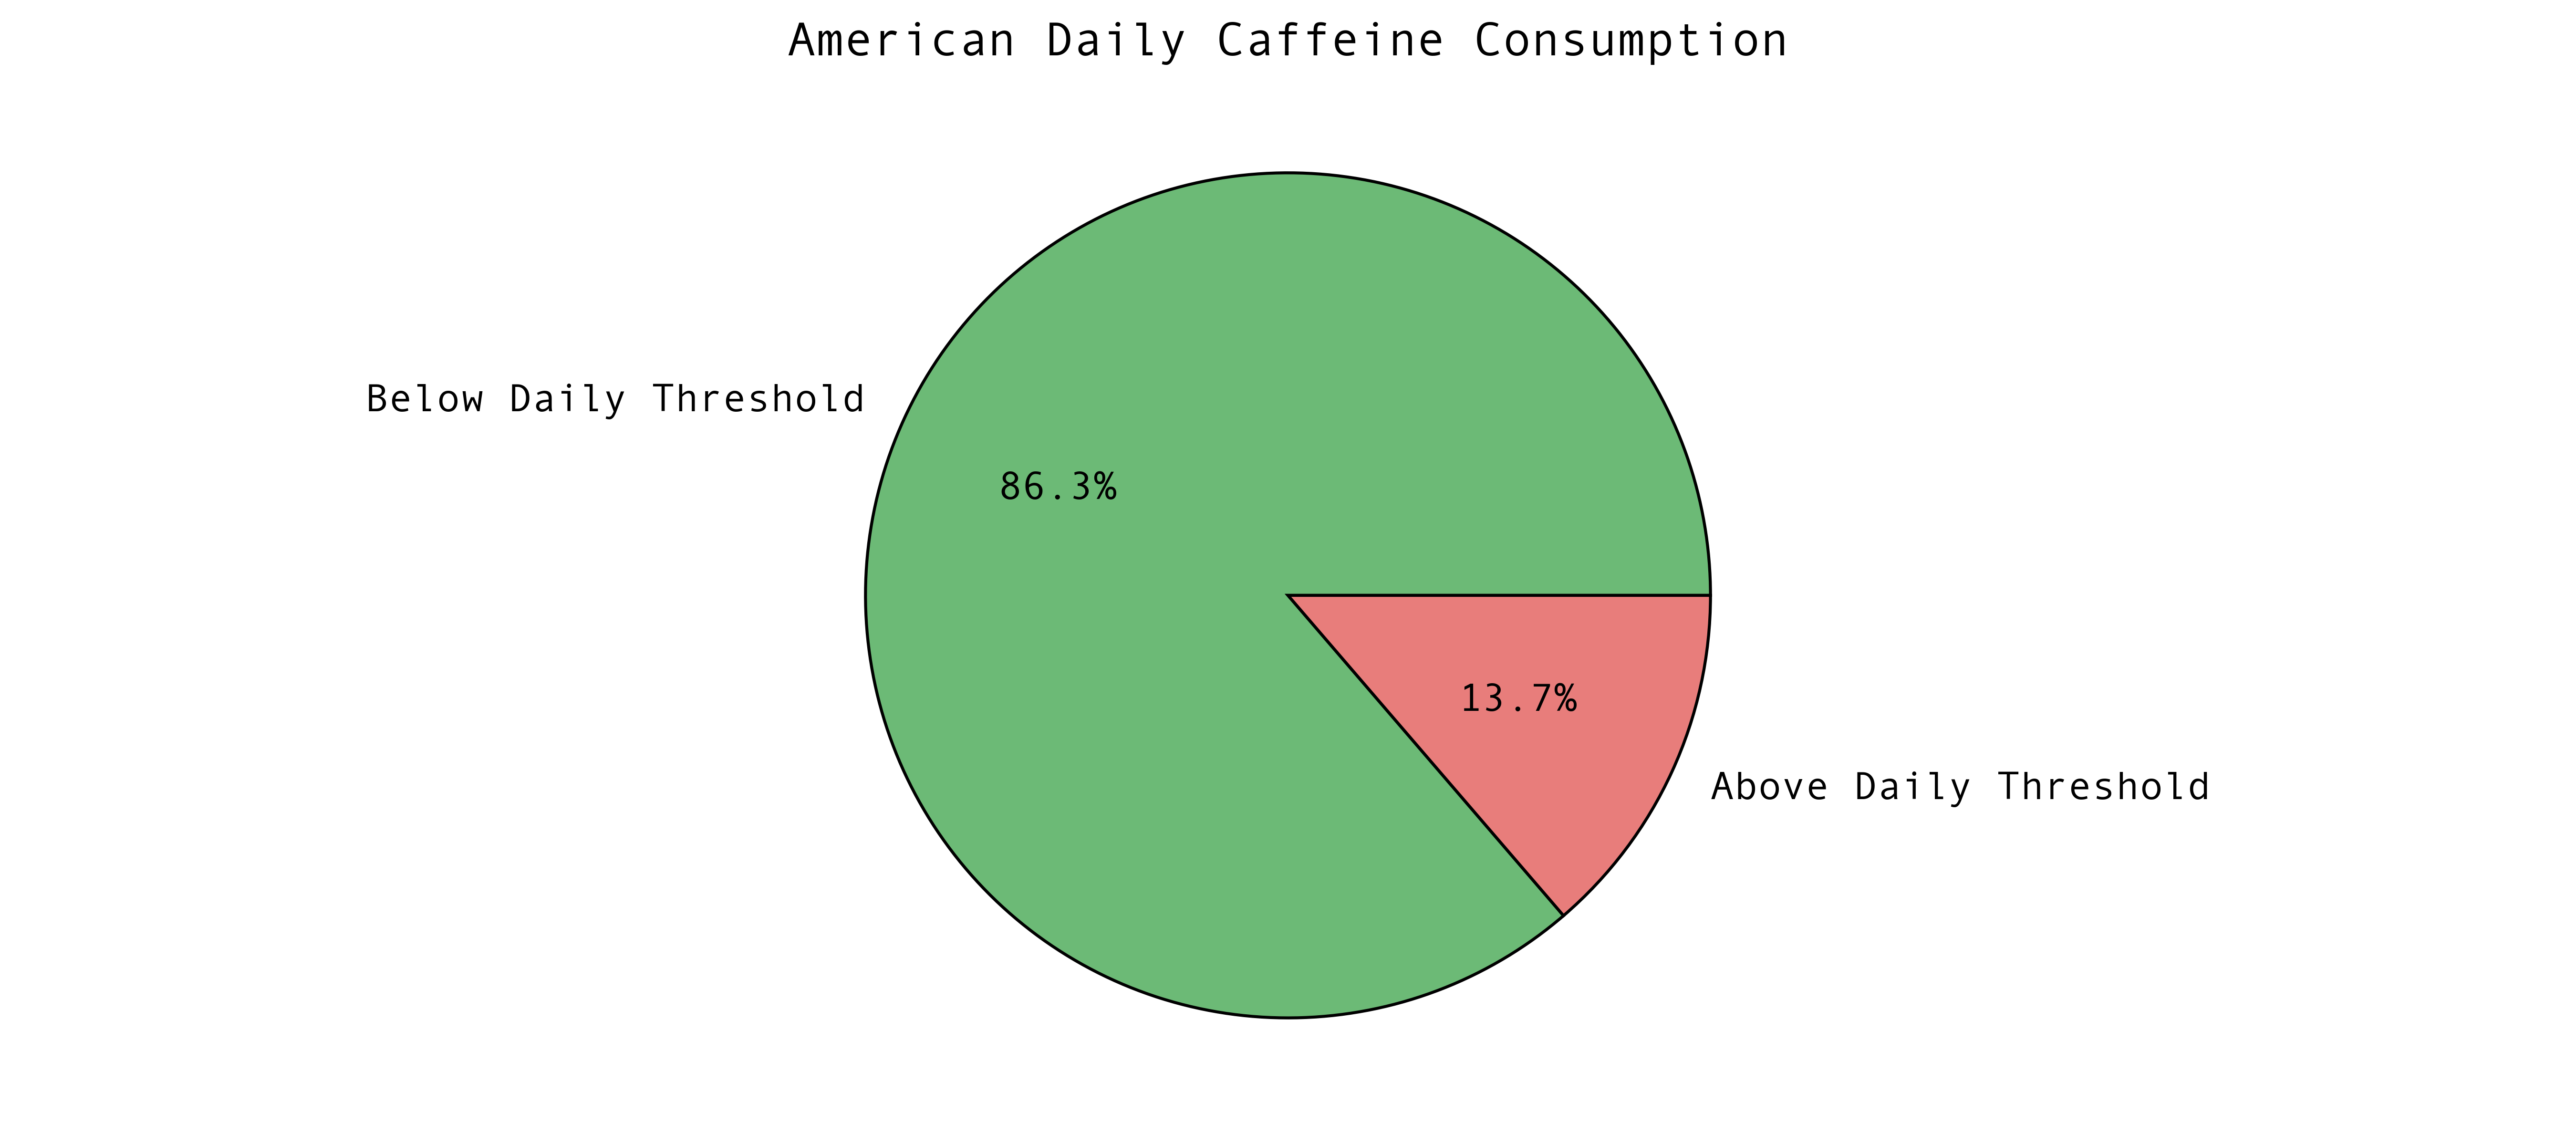 American Daily Caffeine Consumption
Below Daily Threshold
86.3%
13.7%
Above Daily Threshold